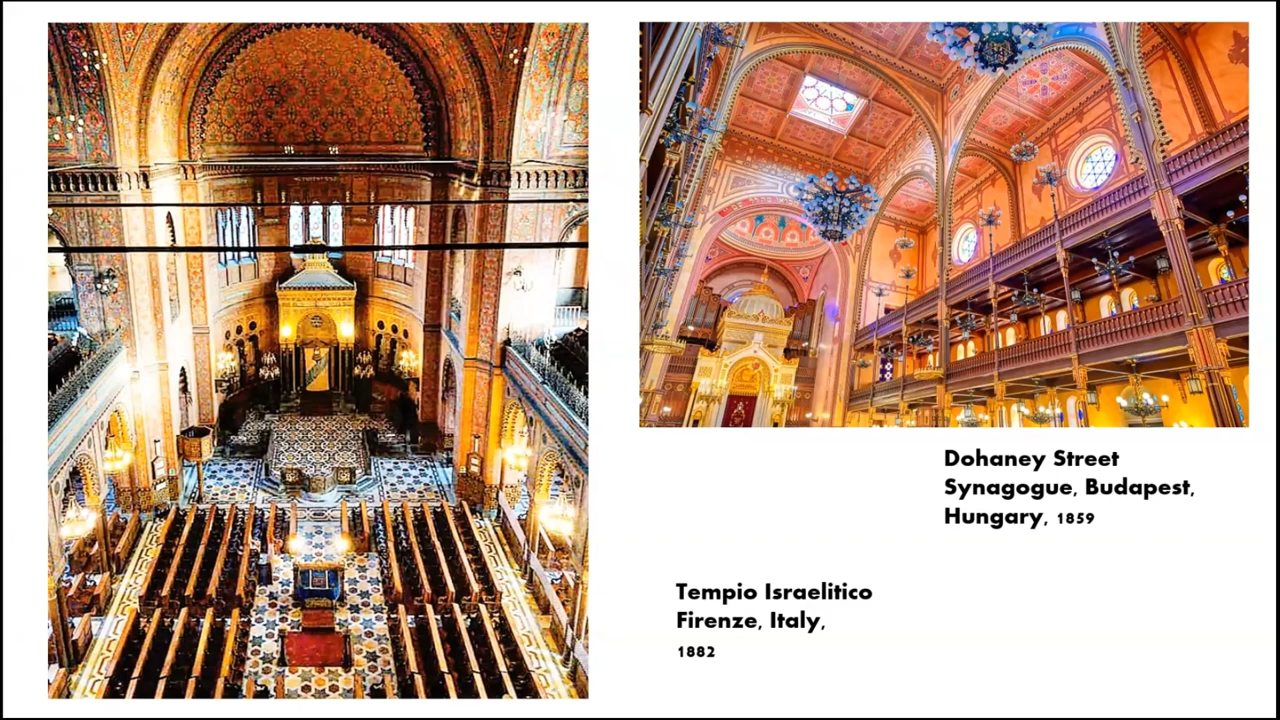 Dohaney Street
Synagogue, Budapest,
Hungary, 1859
Tempio Israelitico
Firenze, Italy,
1882